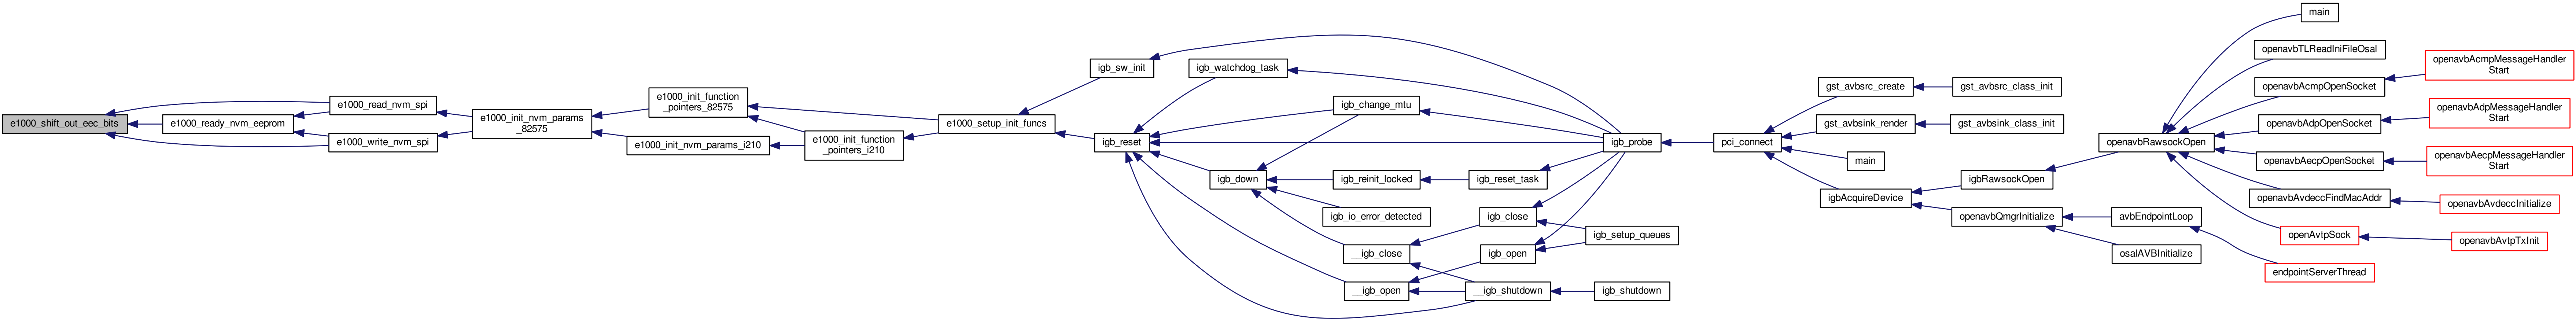 e1000_shift_out_eec_bits
e1000_read_nvm_spi
e1000_ready_nvm_eeprom
e1000_write_nvm_spi
e1000_init_nvm_params
_82575
e1000_init_function
_pointers_82575
e1000_init_nvm_params_i210
e1000_init_function
_pointers_i210
e1000_setup_init_funcs
igb_sw_init
igb_reset
igb_watchdog_task
igb_change_mtu
igb_down
igb_reinit_locked
igb_reset_task
igb_io_error_detected
__igb_close
igb_close
__igb_open
igb_open
__igb_shutdown
igb_setup_queues
igb_shutdown
igb_probe
pci_connect
gst_avbsrc_create
gst_avbsrc_class_init
gst_avbsink_render
gst_avbsink_class_init
main
igbAcquireDevice
igbRawsockOpen
openavbQmgrInitialize
avbEndpointLoop
osalAVBInitialize
endpointServerThread
openavbRawsockOpen
main
openavbTLReadIniFileOsal
openavbAcmpOpenSocket
openavbAcmpMessageHandler
Start
openavbAdpOpenSocket
openavbAdpMessageHandler
Start
openavbAecpOpenSocket
openavbAecpMessageHandler
Start
openavbAvdeccFindMacAddr
openavbAvdeccInitialize
openAvtpSock
openavbAvtpTxInit